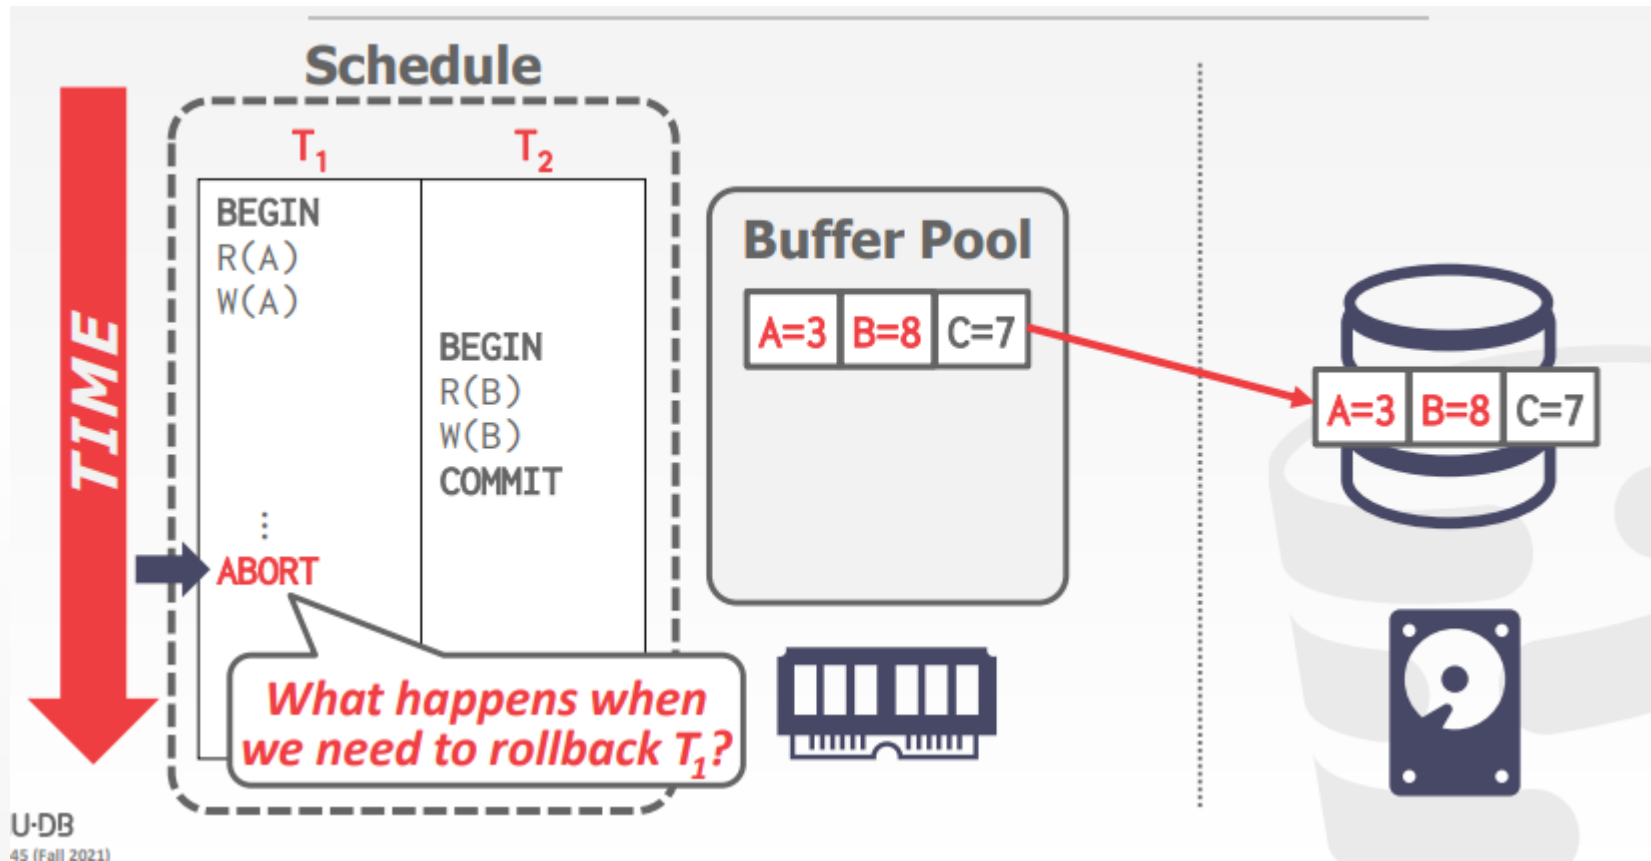 Schedule
T1
T2
BEGIN
R(A)
W(A)
BEGIN
R(B)
W(B)
COMMIT
⋮
ABORT
What happens when
we need to rollback T1?
TIME
Buffer Pool
A=3 B=8 C=7
A=3 B=8 C=7
U·DB
45 (Fall 2021)